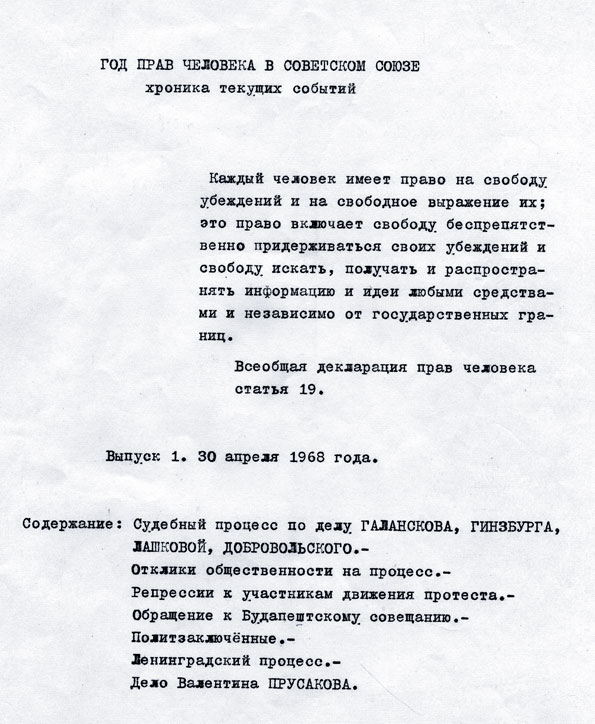 ГОД ПРАВ ЧЕЛОВЕКА В СОВЕТСКОМ СОЮЗЕ
хроника текущих событий
Каждый человек имеет право на свободу
убеждений и на свободное выражение их;
это право включает свободу беспрепятст-
венно придерживаться своих убеждений и
свободу искать, получать и распростра-
нять информацию и идеи любыми средства-
ми и независимо от государственных гра-
ниц.
Всеобщая декларация прав человека
статья 19.
Выпуск 1. 30 апреля 1968 года.
Содержание: Судебный процесс по делу ГАЛАНСКОВА, ГИНЗБУРГА,
ЛАШКОВОЙ, ДОБРОВОЛЬСКОГО.-
Отклики общественности на процесс.-
Репрессии к участникам движения протеста.-
Обращение к Будапештскому совещанию.-
Политзаключённые.-
Ленинградский процесс.-
Дело Валентина ПРУСАКОВА.